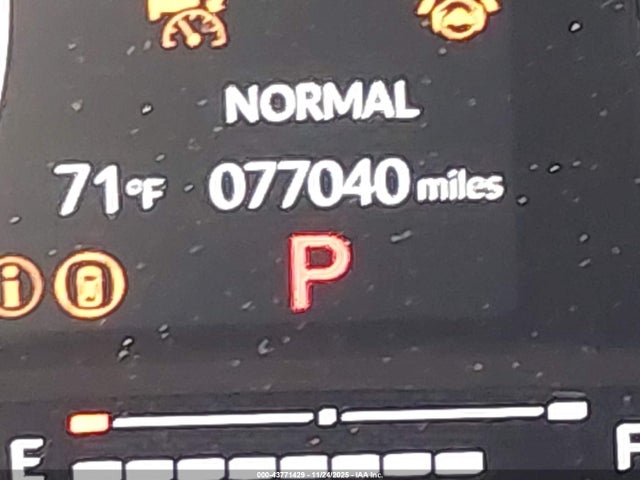 NORMAL
71°F 077040 miles
P
E F
000-43771429 - 11/24/2025 - IAA Inc.